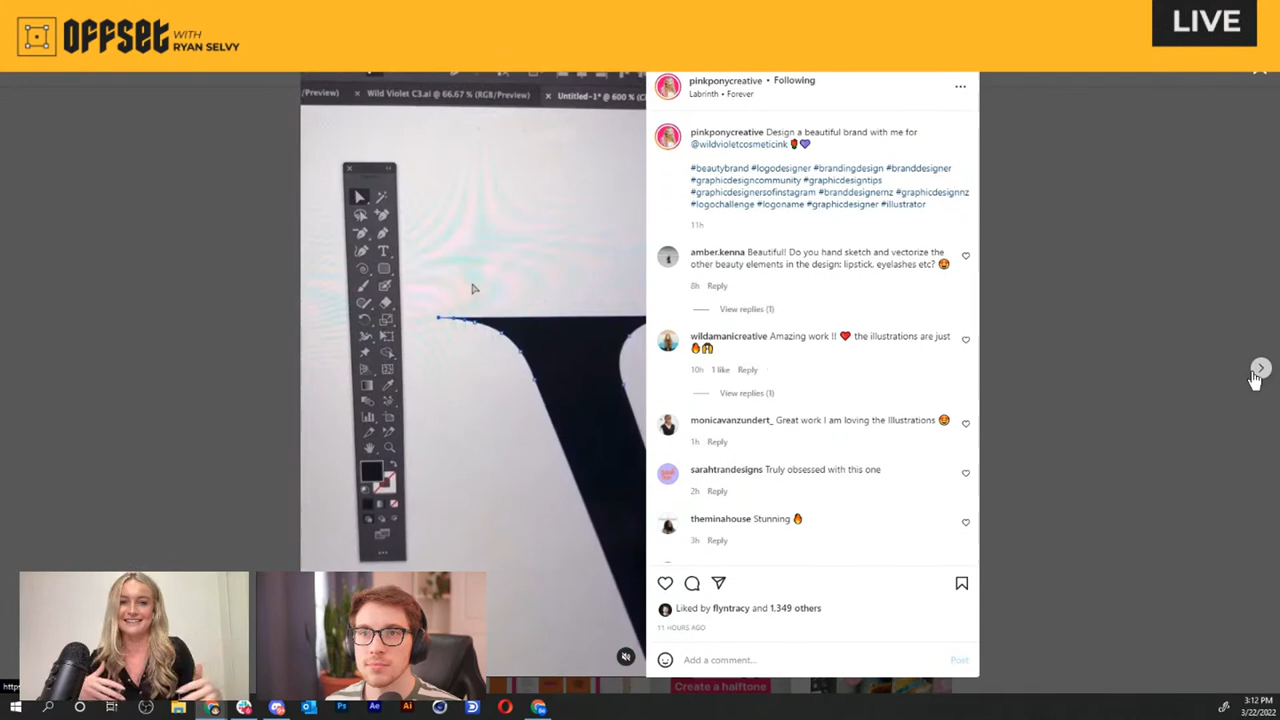 OFFSET WITH RYAN SELVY
LIVE
/Preview)
× Wild Violet C3.ai @ 66.67 % (RGB/Preview)
× Untitled-1* @ 600 % (C
pinkponycreative • Following
Labrinth • Forever
pinkponycreative Design a beautiful brand with me for
@wildvioletcosmeticink 🌹💜
#beautybrand #logodesigner #brandingdesign #branddesigner
#graphicdesigncommunity #graphicdesigntips
#graphicdesignersofinstagram #branddesignernz #graphicdesignnz
#logochallenge #logoname #graphicdesigner #illustrator
11h
amber.kenna Beautiful! Do you hand sketch and vectorize the
other beauty elements in the design: lipstick, eyelashes etc? 🤩
8h Reply
View replies (1)
wildamanicreative Amazing work !! ❤️ the illustrations are just
🔥🙌
10h 1 like Reply
View replies (1)
monicavanzundert_ Great work I am loving the Illustrations 🤩
1h Reply
sarahtrandesigns Truly obsessed with this one
2h Reply
theminahouse Stunning 🔥
3h Reply
Liked by flyntracy and 1,349 others
11 HOURS AGO
Add a comment...
Post
https
Create a halftone
Ps
Ae
Ai
3:12 PM
3/22/2022